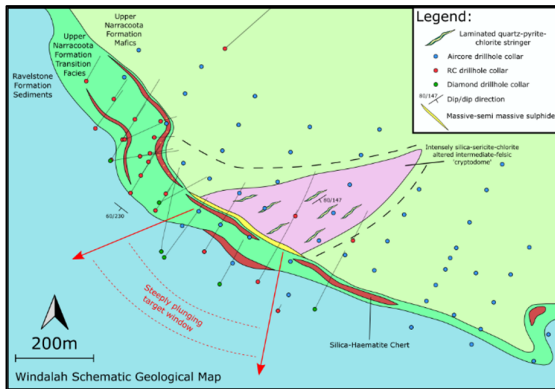 Upper
Narracoota
Formation
Mafics
Upper
Narracoota
Formation
Transition
Facies
Ravelstone
Formation
Sediments
Legend:
Laminated quartz-pyrite-
chlorite stringer
Aircore drillhole collar
RC drillhole collar
Diamond drillhole collar
80/147
Dip/dip direction
Massive-semi massive sulphide
Intensely silica-sericite-chlorite
altered intermediate-felsic
'cryptodome'
80/147
60/230
Steeply plunging
target window
200m
Silica-Haematite Chert
Windalah Schematic Geological Map